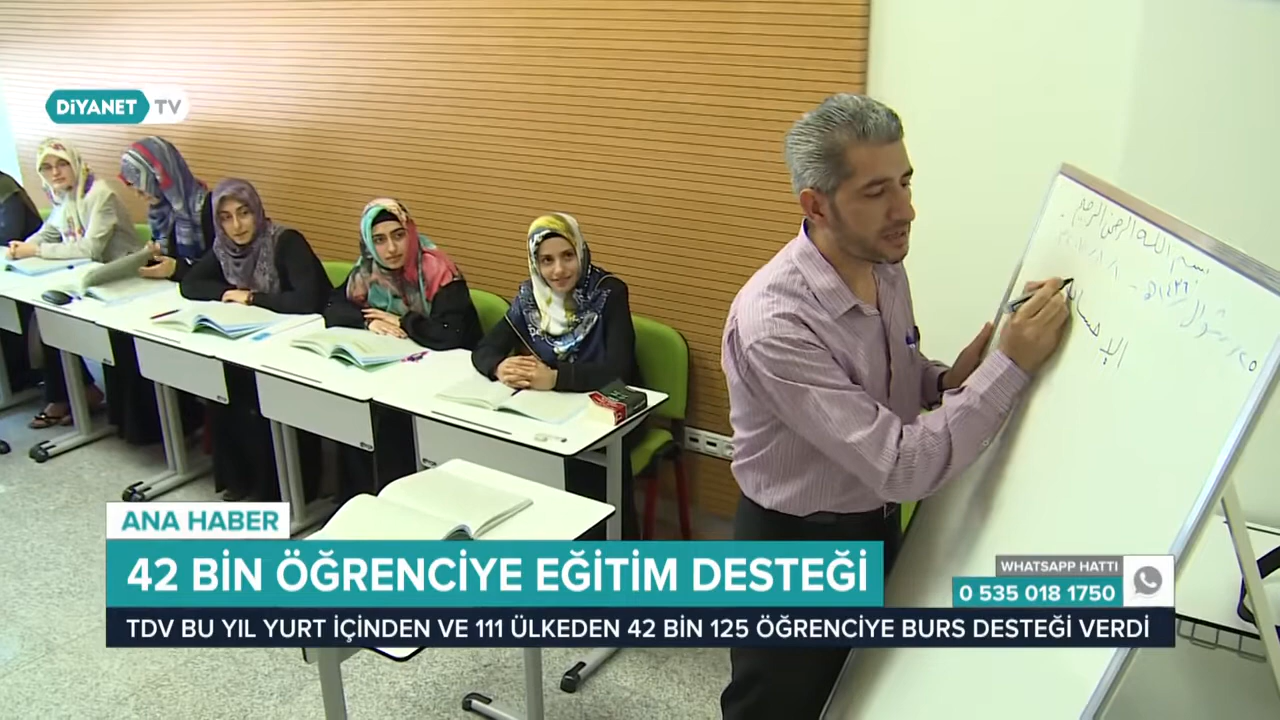 DİYANET TV
بسم الله الرحمن الرحيم
ANA HABER
42 BİN ÖĞRENCİYE EĞİTİM DESTEĞİ
WHATSAPP HATTI
0 535 018 1750
TDV BU YIL YURT İÇİNDEN VE 111 ÜLKEDEN 42 BİN 125 ÖĞRENCİYE BURS DESTEĞİ VERDİ